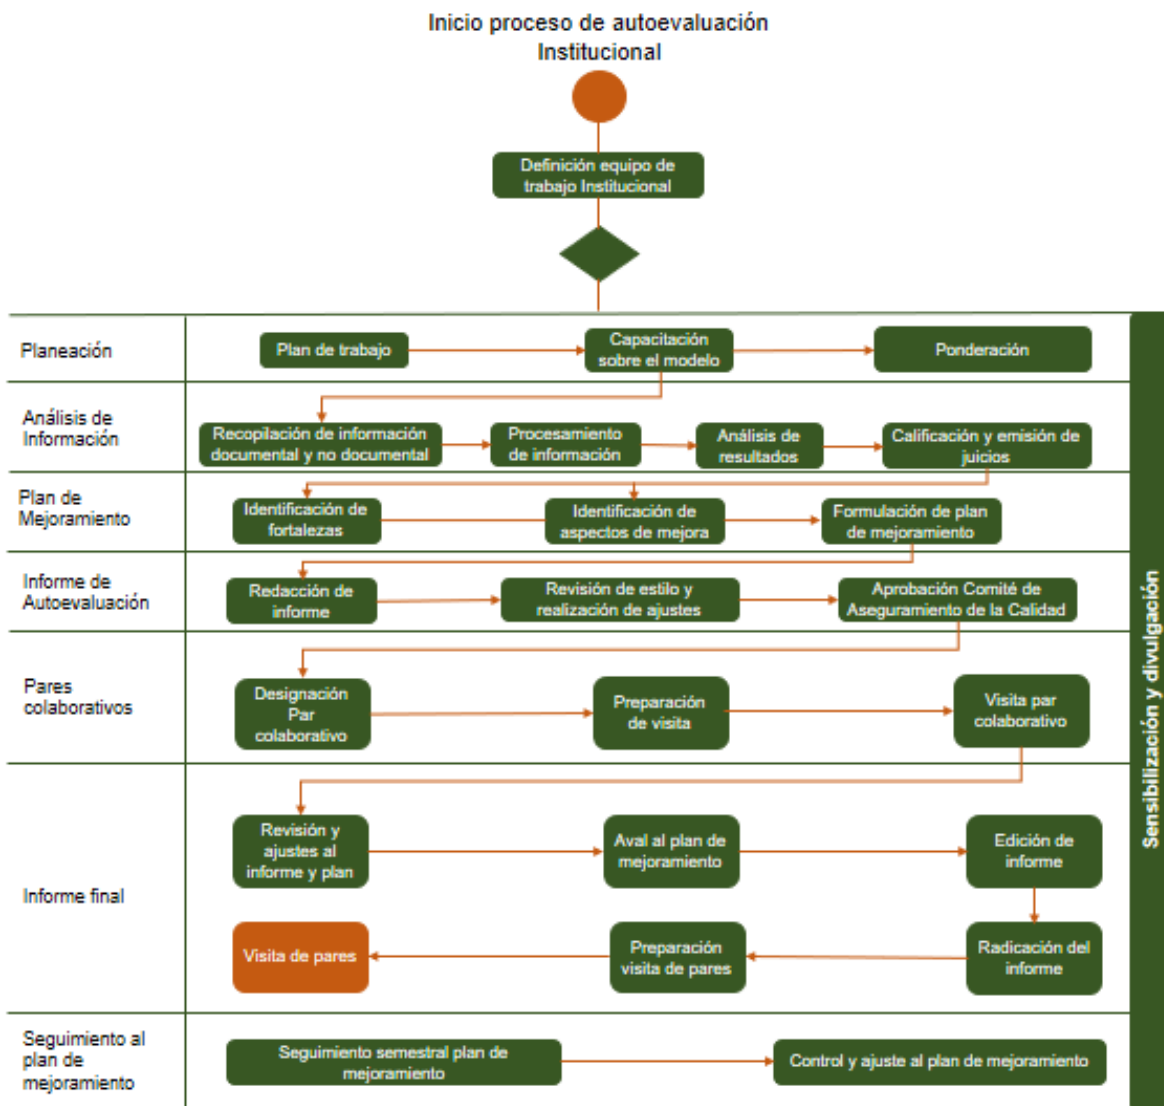 Inicio proceso de autoevaluación
Institucional
Definición equipo de
trabajo Institucional
Planeación
Plan de trabajo
Capacitación
sobre el modelo
Ponderación
Análisis de
Información
Recopilación de información
documental y no documental
Procesamiento
de información
Análisis de
resultados
Calificación y emisión de
juicios
Plan de
Mejoramiento
Identificación de
fortalezas
Identificación de
aspectos de mejora
Formulación de plan
de mejoramiento
Informe de
Autoevaluación
Redacción de
informe
Revisión de estilo y
realización de ajustes
Aprobación Comité de
Aseguramiento de la Calidad
Pares
colaborativos
Designación
Par
colaborativo
Preparación
de visita
Visita par
colaborativo
Informe final
Revisión y
ajustes al
informe y plan
Aval al plan de
mejoramiento
Edición de
informe
Visita de pares
Preparación
visita de pares
Radicación del
informe
Seguimiento al
plan de
mejoramiento
Seguimiento semestral plan de
mejoramiento
Control y ajuste al plan de mejoramiento
Sensibilización y divulgación